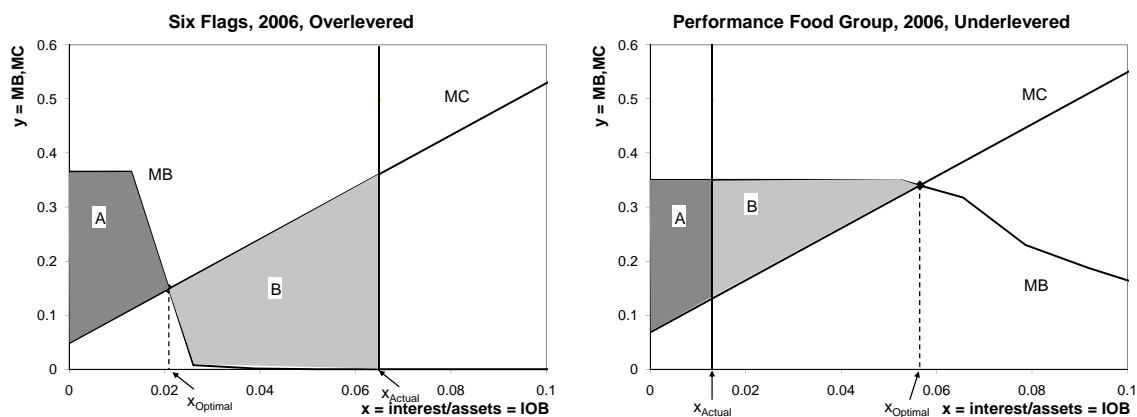 Six Flags, 2006, Overlevered
y = MB,MC
0.6
0.5
0.4
0.3
0.2
0.1
0
MC
MB
A
B
0
0.02
0.04
0.06
0.08
0.1
xOptimal
xActual
x = interest/assets = IOB
Performance Food Group, 2006, Underlevered
y = MB,MC
0.6
0.5
0.4
0.3
0.2
0.1
0
MC
A
B
MB
0
0.02
0.04
0.06
0.08
0.1
xActual
xOptimal
x = interest/assets = IOB